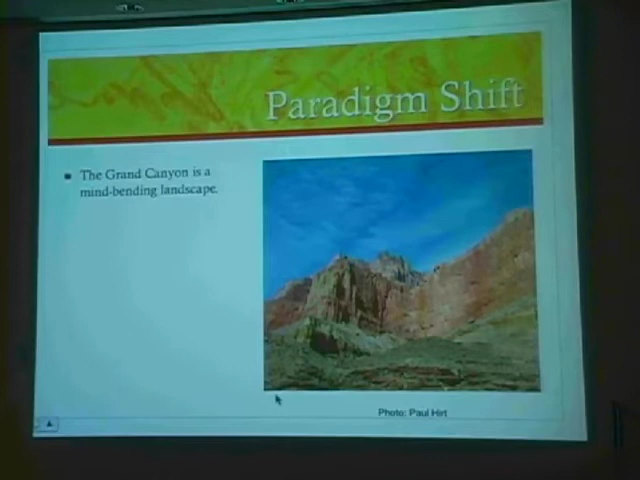 Paradigm Shift
The Grand Canyon is a
mind-bending landscape.
Photo: Paul Hirt